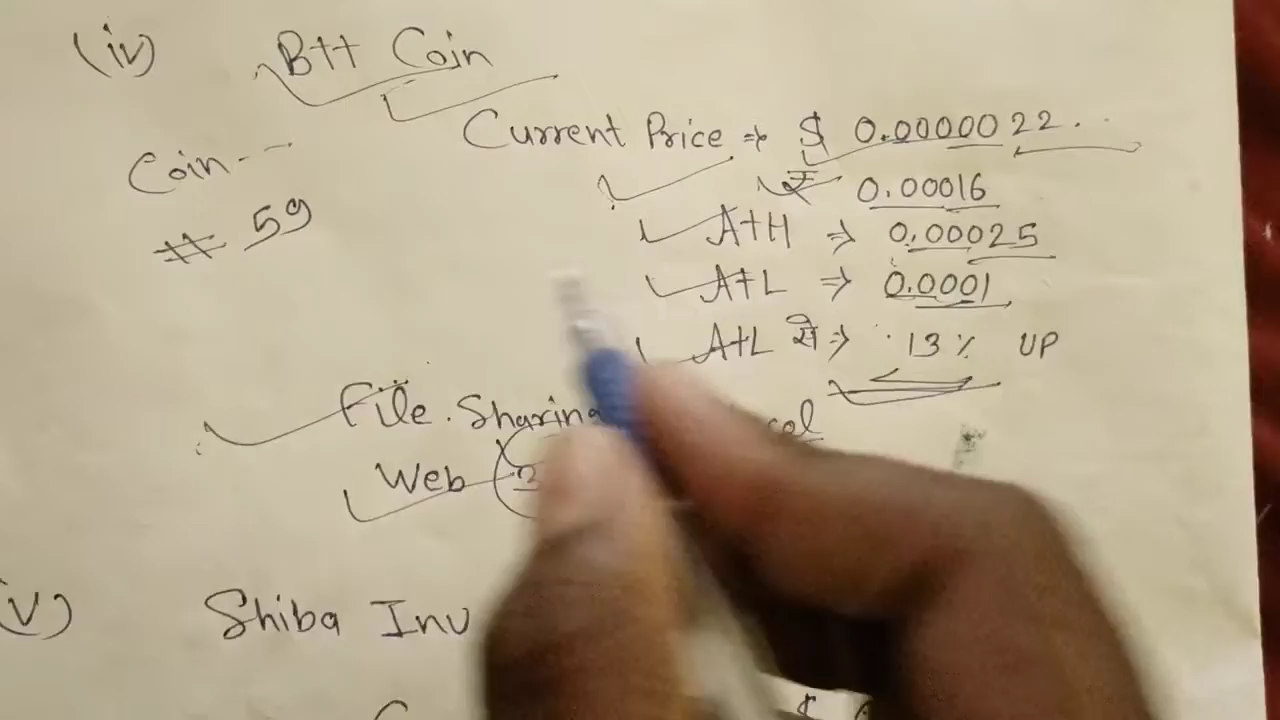 (iv) Btt Coin
Current Price ⇒ $ 0.0000022..
Coin---
₹ 0.00016
# 59
AtH ⇒ 0.00025
AtL ⇒ 0.0001
AtL से ⇒ 13% UP
File. Sharing
Web
v) Shiba Inu
$